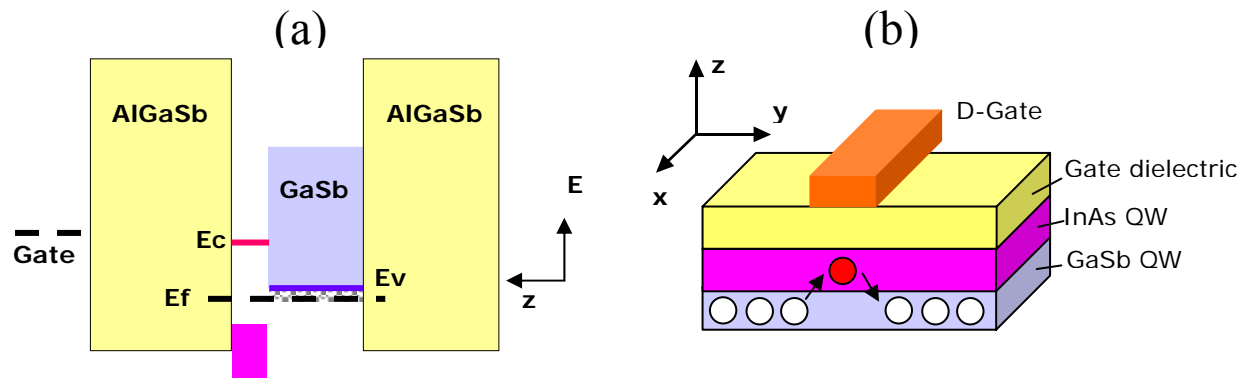 (a)
AlGaSb
AlGaSb
GaSb
E
Ec
Gate
Ev
Ef
z
(b)
z
y
x
D-Gate
Gate dielectric
InAs QW
GaSb QW